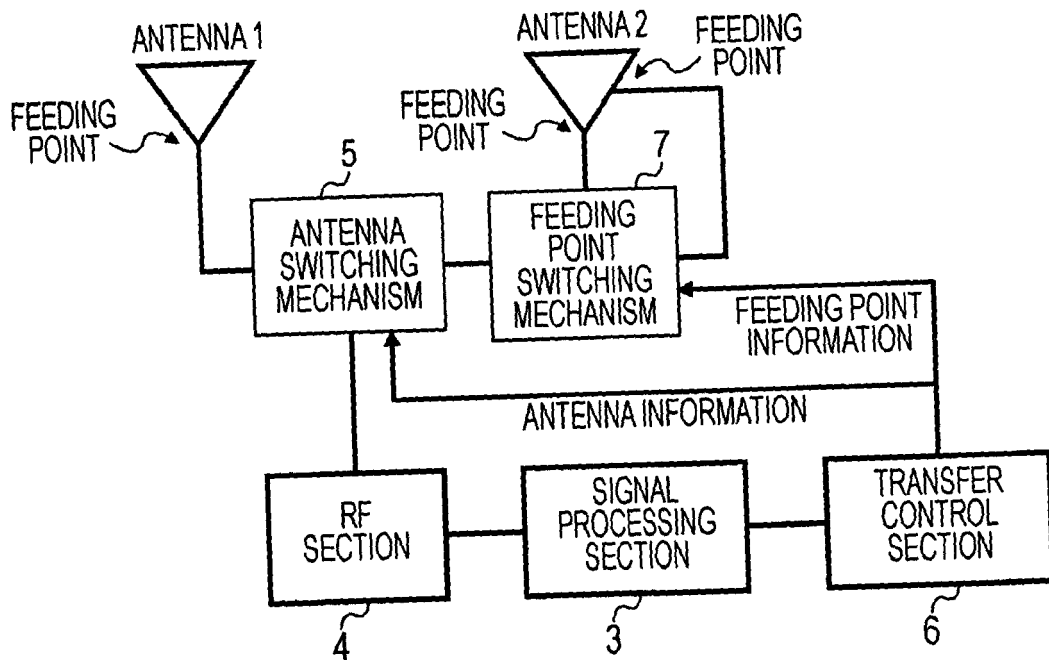 ANTENNA 1
FEEDING
POINT
ANTENNA 2
FEEDING
POINT
FEEDING
POINT
5
ANTENNA
SWITCHING
MECHANISM
7
FEEDING
POINT
SWITCHING
MECHANISM
FEEDING POINT
INFORMATION
ANTENNA INFORMATION
RF
SECTION
4
SIGNAL
PROCESSING
SECTION
3
TRANSFER
CONTROL
SECTION
6